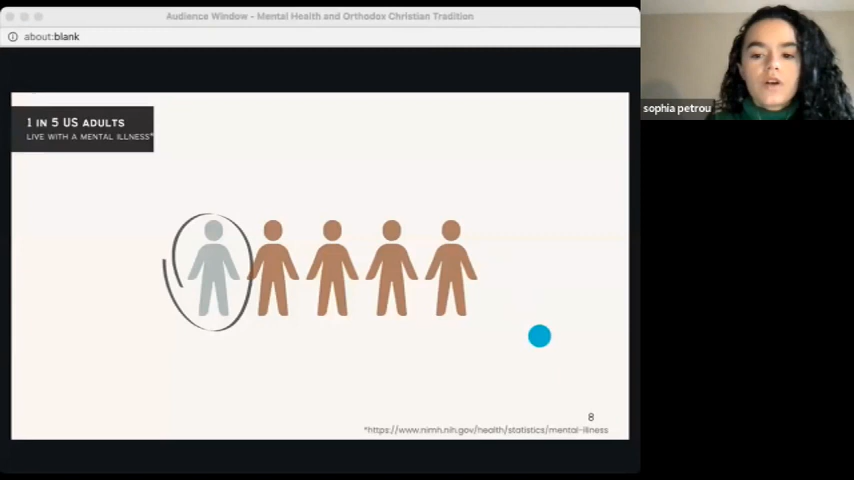 Audience Window - Mental Health and Orthodox Christian Tradition
about:blank
sophia petrou
1 IN 5 US ADULTS
LIVE WITH A MENTAL ILLNESS*
8
*https://www.nimh.nih.gov/health/statistics/mental-illness